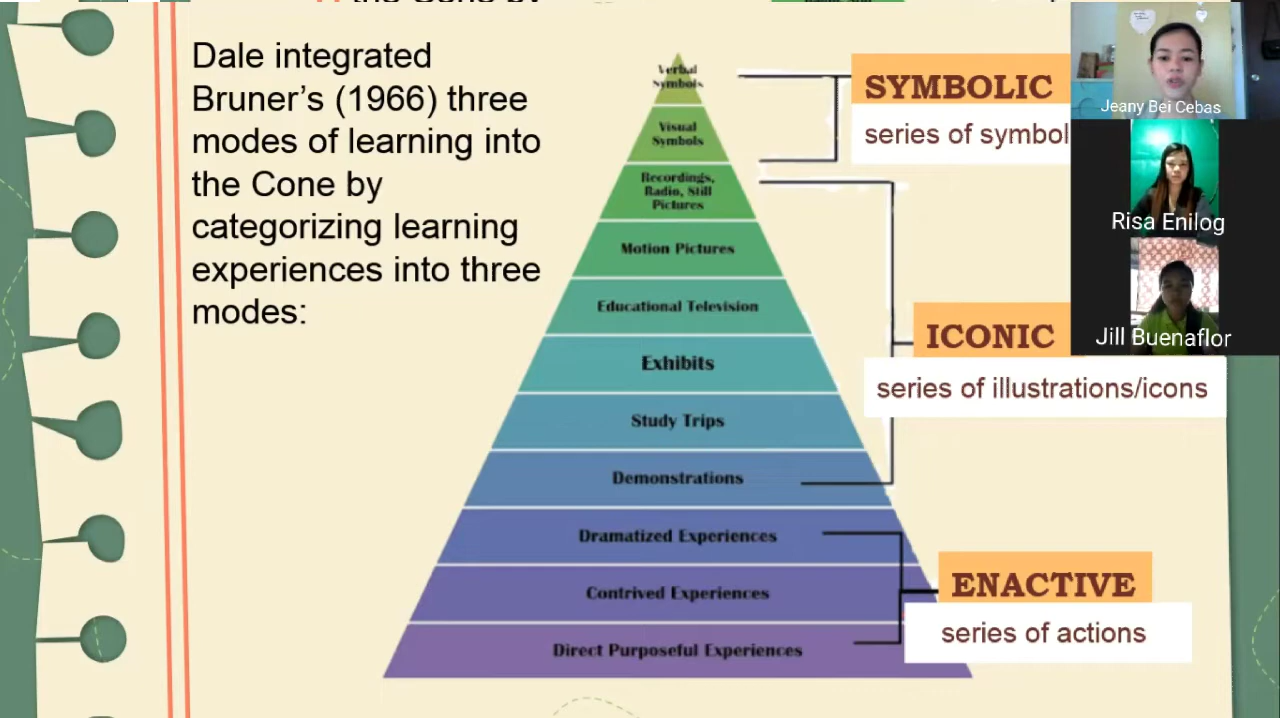 the Cone by
Dale integrated
Bruner's (1966) three
modes of learning into
the Cone by
categorizing learning
experiences into three
modes:
Verbal
Symbols
Visual
Symbols
Recordings,
Radio, Still
Pictures
Motion Pictures
Educational Television
Exhibits
Study Trips
Demonstrations
Dramatized Experiences
Contrived Experiences
Direct Purposeful Experiences
SYMBOLIC
series of symbol
ICONIC
series of illustrations/icons
ENACTIVE
series of actions
Jeany Bei Cebas
Risa Enilog
Jill Buenaflor